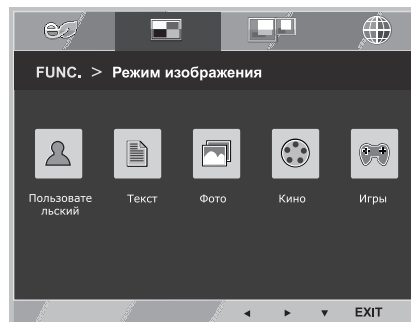 FUNC. > Режим изображения
Пользовате
льский
Текст
Фото
Кино
Игры
EXIT